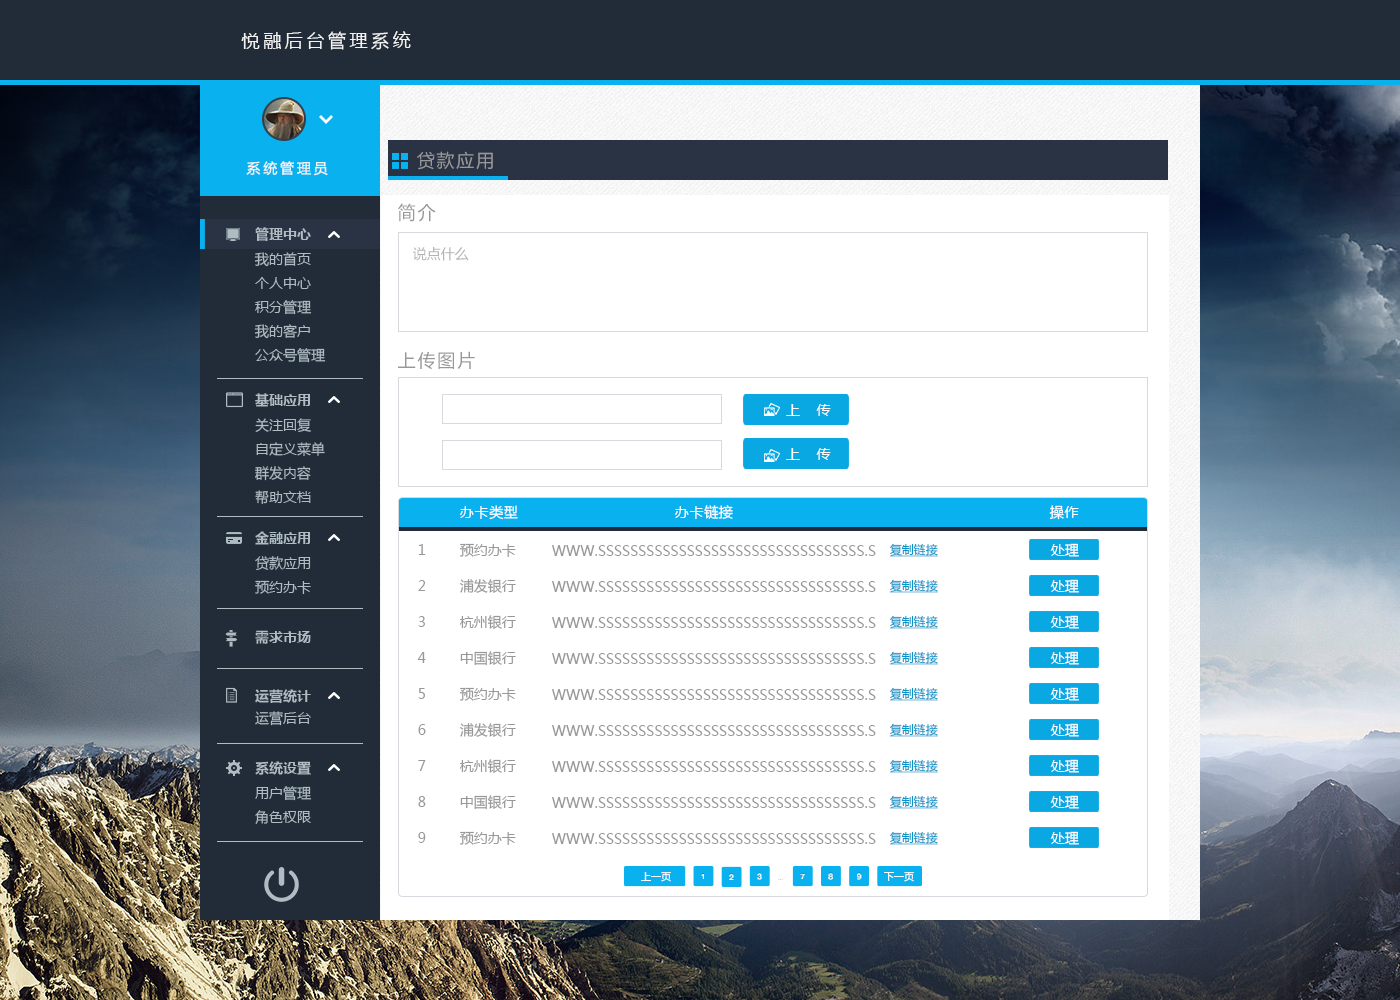 悦融后台管理系统
系统管理员
管理中心
我的首页
个人中心
积分管理
我的客户
公众号管理
基础应用
关注回复
自定义菜单
群发内容
帮助文档
金融应用
贷款应用
预约办卡
需求市场
运营统计
运营后台
系统设置
用户管理
角色权限
贷款应用
简介
说点什么
上传图片
上 传
上 传
办卡类型 办卡链接 操作
1 预约办卡 WWW.SSSSSSSSSSSSSSSSSSSSSSSSSSSSSSSSS.S 复制链接 处理
2 浦发银行 WWW.SSSSSSSSSSSSSSSSSSSSSSSSSSSSSSSSS.S 复制链接 处理
3 杭州银行 WWW.SSSSSSSSSSSSSSSSSSSSSSSSSSSSSSSSS.S 复制链接 处理
4 中国银行 WWW.SSSSSSSSSSSSSSSSSSSSSSSSSSSSSSSSS.S 复制链接 处理
5 预约办卡 WWW.SSSSSSSSSSSSSSSSSSSSSSSSSSSSSSSSS.S 复制链接 处理
6 浦发银行 WWW.SSSSSSSSSSSSSSSSSSSSSSSSSSSSSSSSS.S 复制链接 处理
7 杭州银行 WWW.SSSSSSSSSSSSSSSSSSSSSSSSSSSSSSSSS.S 复制链接 处理
8 中国银行 WWW.SSSSSSSSSSSSSSSSSSSSSSSSSSSSSSSSS.S 复制链接 处理
9 预约办卡 WWW.SSSSSSSSSSSSSSSSSSSSSSSSSSSSSSSSS.S 复制链接 处理
上一页 1 2 3 ... 7 8 9 下一页